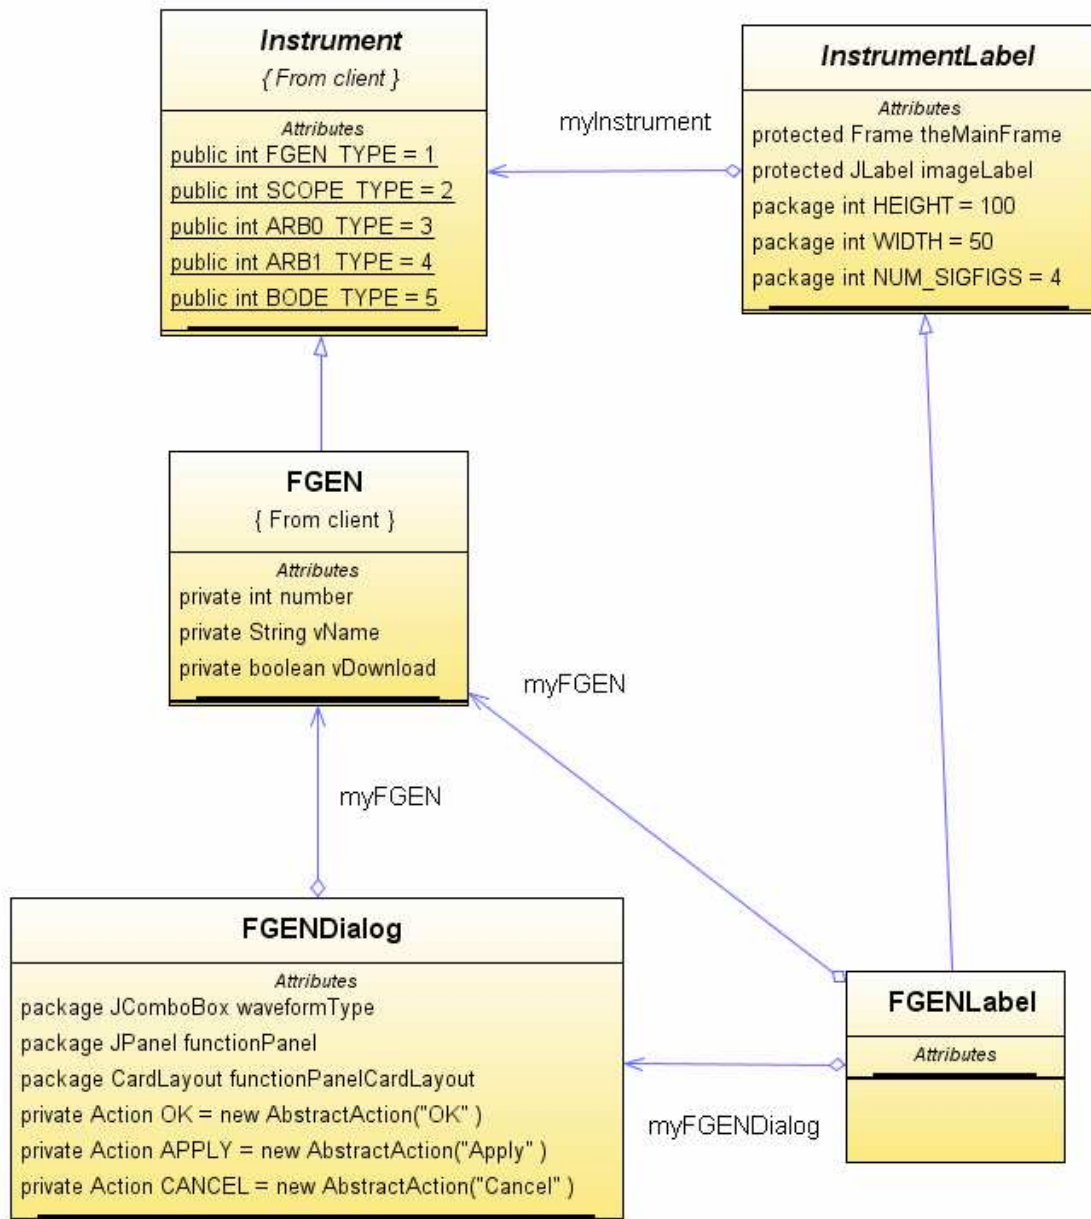 Instrument
{ From client }
Attributes
public int FGEN_TYPE = 1
public int SCOPE_TYPE = 2
public int ARB0_TYPE = 3
public int ARB1_TYPE = 4
public int BODE_TYPE = 5
myInstrument
InstrumentLabel
Attributes
protected Frame theMainFrame
protected JLabel imageLabel
package int HEIGHT = 100
package int WIDTH = 50
package int NUM_SIGFIGS = 4
FGEN
{ From client }
Attributes
private int number
private String vName
private boolean vDownload
myFGEN
myFGEN
FGENDialog
Attributes
package JComboBox waveformType
package JPanel functionPanel
package CardLayout functionPanelCardLayout
private Action OK = new AbstractAction("OK" )
private Action APPLY = new AbstractAction("Apply" )
private Action CANCEL = new AbstractAction("Cancel" )
myFGENDialog
FGENLabel
Attributes